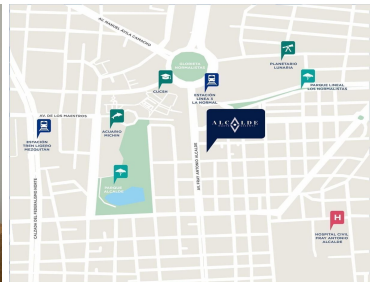 AV. MANUEL ÁVILA CAMACHO
GLORIETA
NORMALISTAS
PLANETARIO
LUNARIA
CUCSH
ESTACIÓN
LÍNEA 3
LA NORMAL
PARQUE LINEAL
LOS NORMALISTAS
AV. DE LOS MAESTROS
ACUARIO
MICHIN
ALCALDE
ESTACIÓN
TREN LIGERO
MEZQUITAN
PARQUE
ALCALDE
AV. FRAY ANTONIO ALCALDE
CALZADA DEL FEDERALISMO NORTE
H
HOSPITAL CIVIL
FRAY ANTONIO
ALCALDE